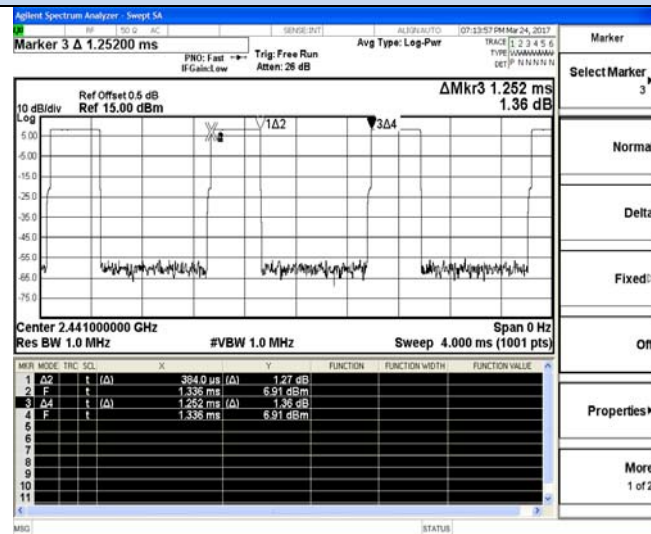 Agilent Spectrum Analyzer - Swept SA
RF 50 Ω AC SENSE:INT ALIGN AUTO 07:13:57 PM Mar 24, 2017
Marker 3 Δ 1.25200 ms
PNO: Fast
IFGain:Low
Trig: Free Run
Atten: 26 dB
Avg Type: Log-Pwr
TRACE 1 2 3 4 5 6
TYPE
DET P N N N N N
Marker
Select Marker
3
Ref Offset 0.5 dB
10 dB/div Ref 15.00 dBm
Log
ΔMkr3 1.252 ms
1.36 dB
1Δ2 3Δ4
5.00
-5.00
-15.0
-25.0
-35.0
-45.0
-55.0
-65.0
-75.0
Center 2.441000000 GHz Span 0 Hz
Res BW 1.0 MHz #VBW 1.0 MHz Sweep 4.000 ms (1001 pts)
MKR MODE TRC SCL X Y FUNCTION FUNCTION WIDTH FUNCTION VALUE
1 Δ2 t (Δ) 384.0 µs (Δ) 1.27 dB
2 F t 1.336 ms 6.91 dBm
3 Δ4 t (Δ) 1.252 ms (Δ) 1.36 dB
4 F t 1.336 ms 6.91 dBm
5
6
7
8
9
10
11
MSG STATUS
Norma
Delta
Fixed
Off
Properties
More
1 of 2